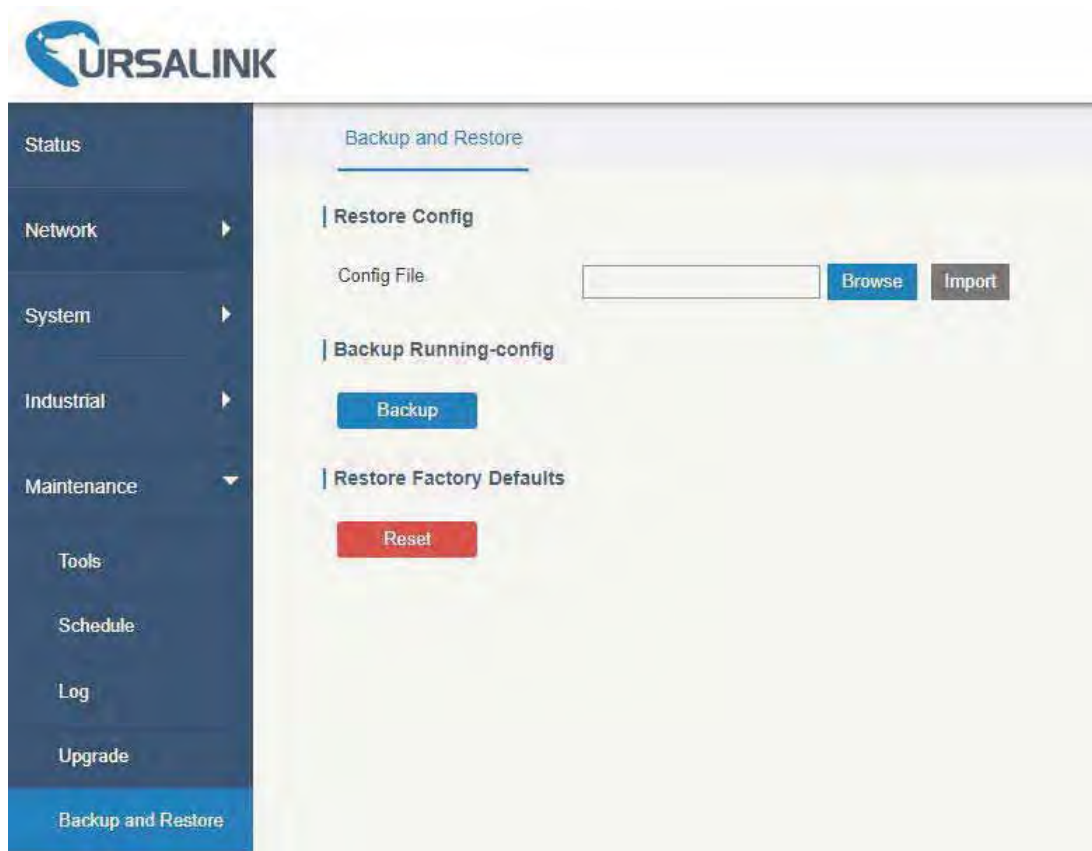 URSALINK
Status
Network
System
Industrial
Maintenance
Tools
Schedule
Log
Upgrade
Backup and Restore
Backup and Restore
Restore Config
Config File
Browse Import
Backup Running-config
Backup
Restore Factory Defaults
Reset